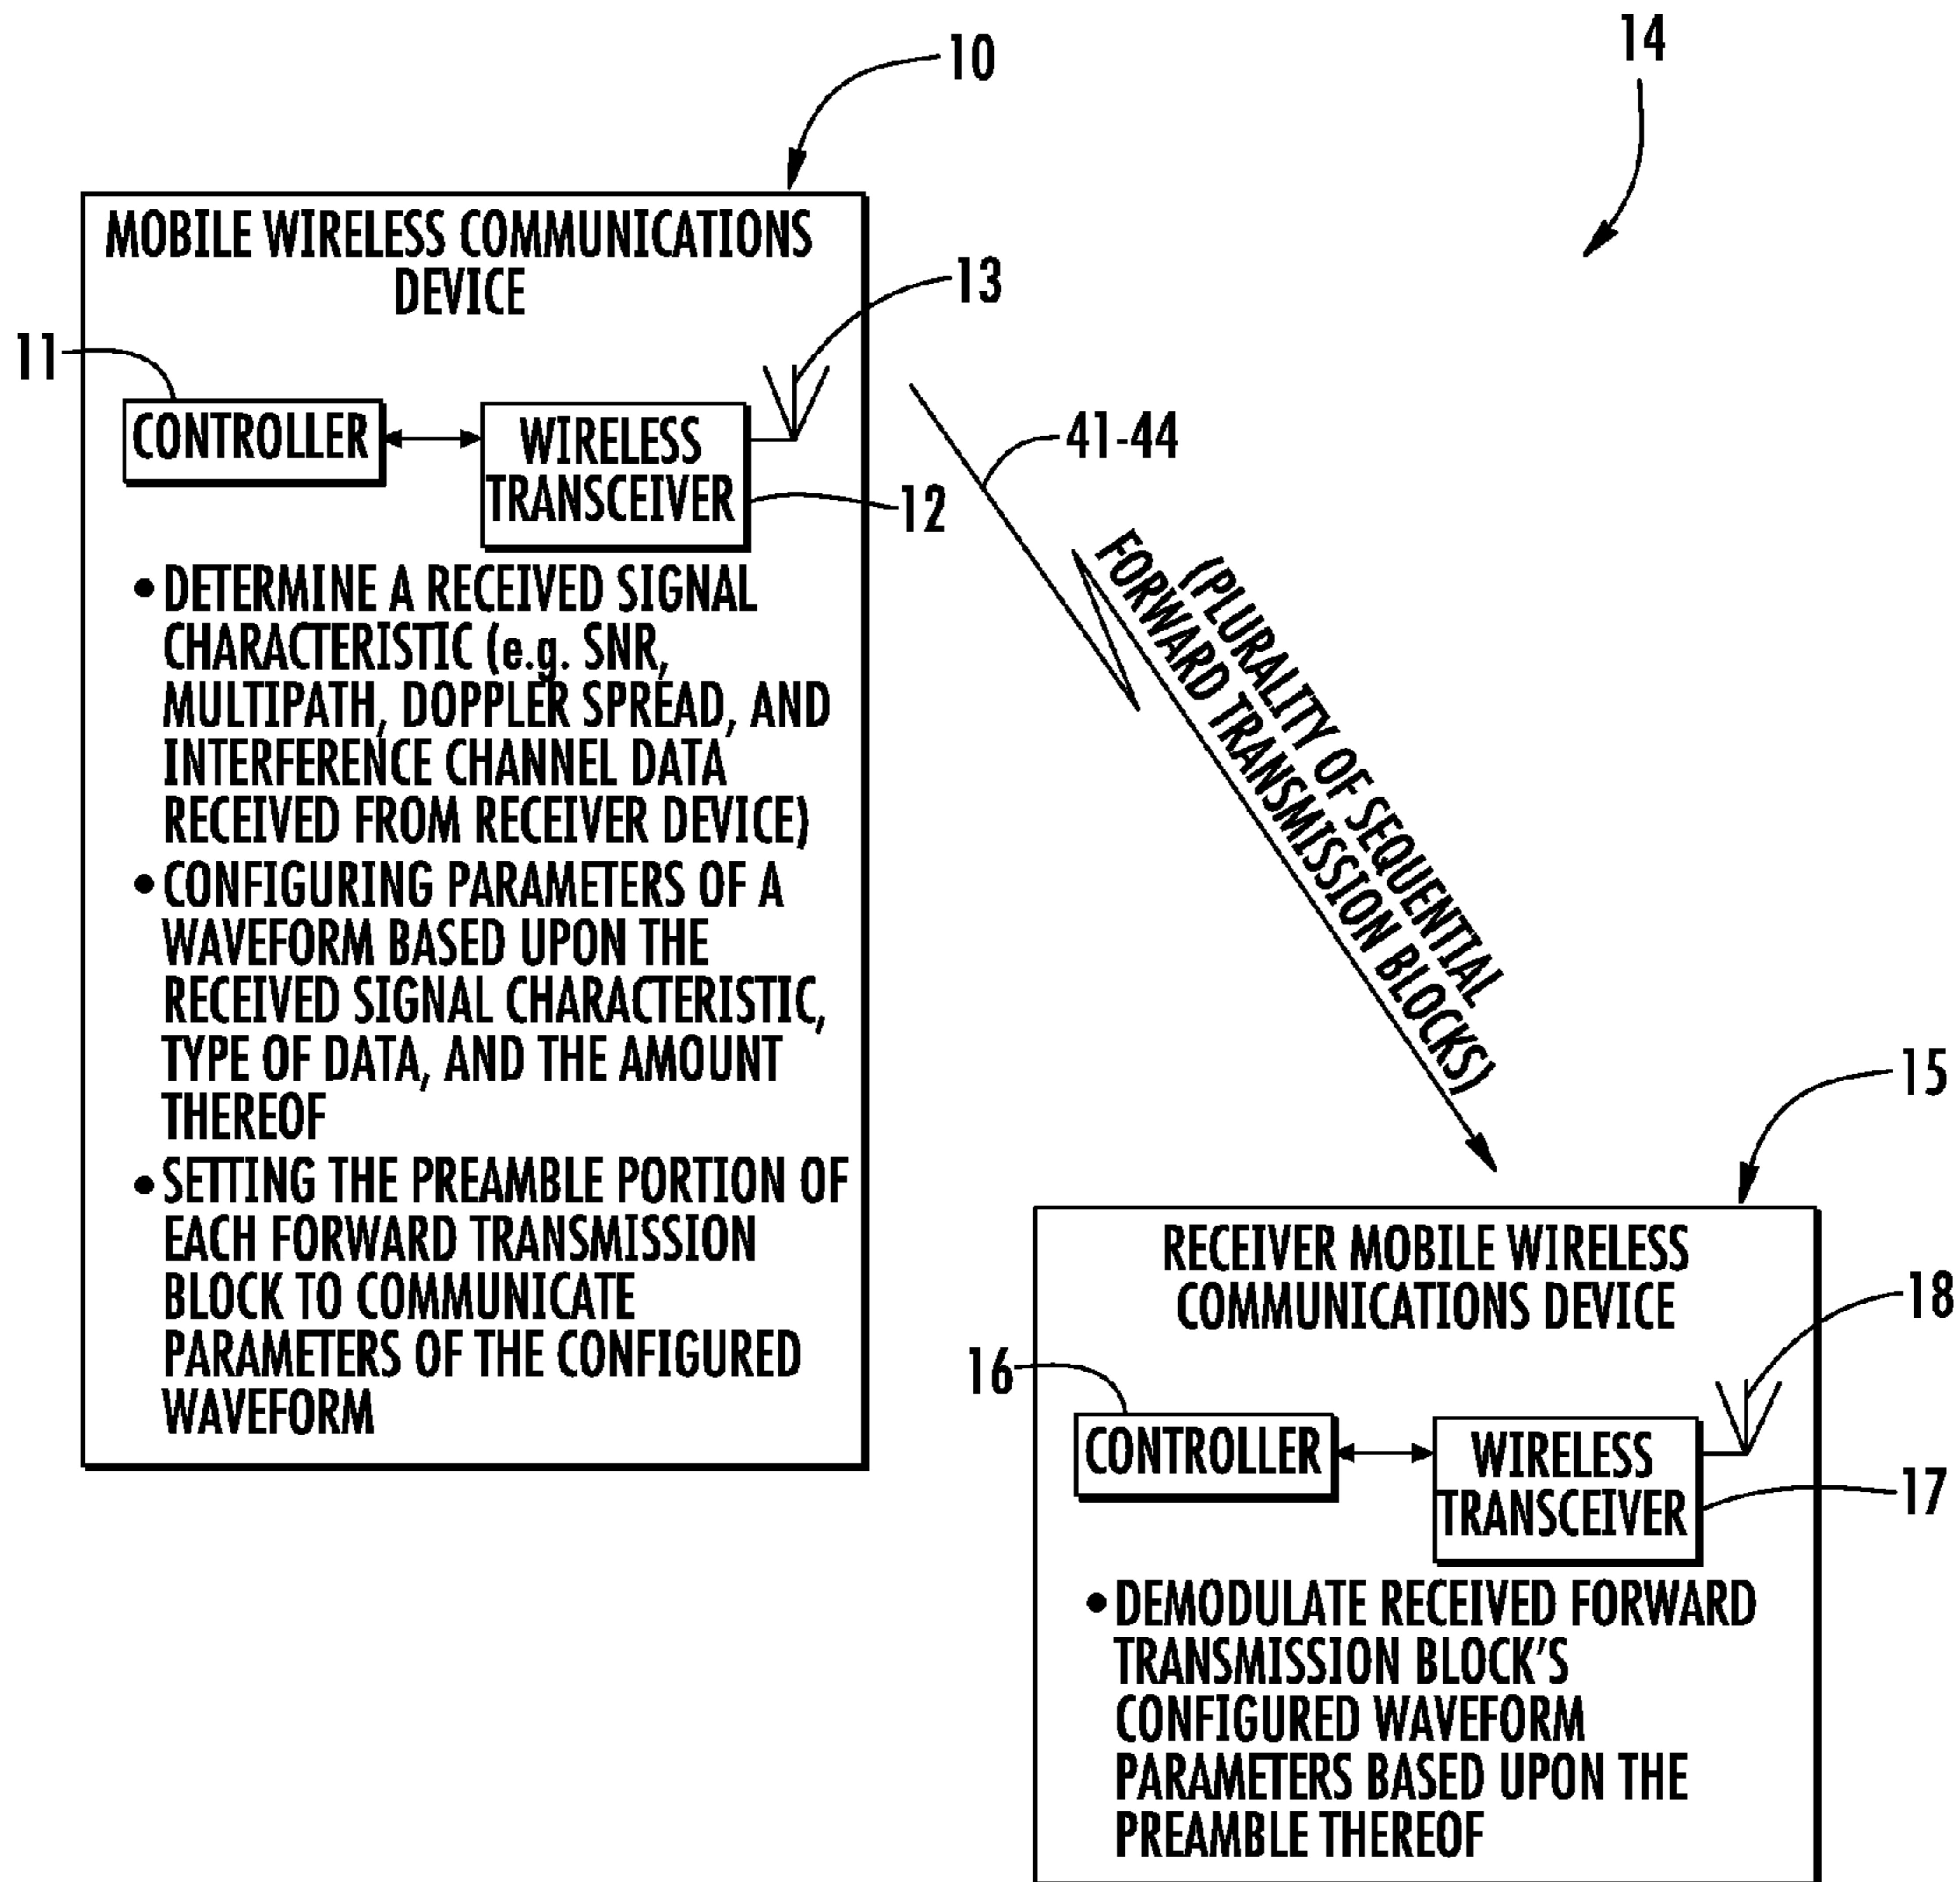 10
14
MOBILE WIRELESS COMMUNICATIONS
DEVICE
13
11
CONTROLLER
WIRELESS
TRANSCEIVER
12
41-44
• DETERMINE A RECEIVED SIGNAL
CHARACTERISTIC (e.g. SNR,
MULTIPATH, DOPPLER SPREAD, AND
INTERFERENCE CHANNEL DATA
RECEIVED FROM RECEIVER DEVICE)
• CONFIGURING PARAMETERS OF A
WAVEFORM BASED UPON THE
RECEIVED SIGNAL CHARACTERISTIC,
TYPE OF DATA, AND THE AMOUNT
THEREOF
• SETTING THE PREAMBLE PORTION OF
EACH FORWARD TRANSMISSION
BLOCK TO COMMUNICATE
PARAMETERS OF THE CONFIGURED
WAVEFORM
(PLURALITY OF SEQUENTIAL
FORWARD TRANSMISSION BLOCKS)
15
RECEIVER MOBILE WIRELESS
COMMUNICATIONS DEVICE
18
16
CONTROLLER
WIRELESS
TRANSCEIVER
17
• DEMODULATE RECEIVED FORWARD
TRANSMISSION BLOCK'S
CONFIGURED WAVEFORM
PARAMETERS BASED UPON THE
PREAMBLE THEREOF